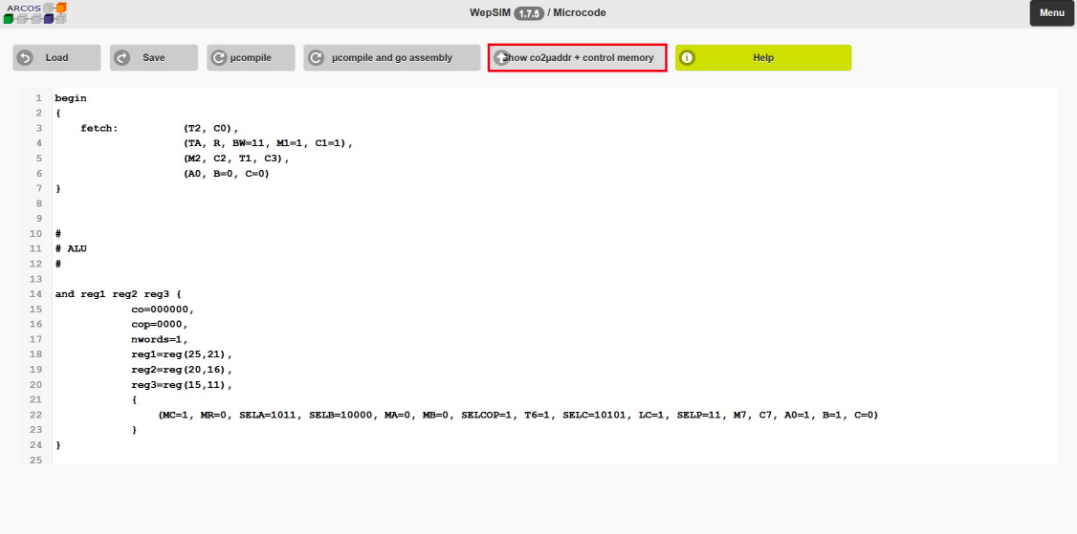 ARCOS
WepSIM 1.7.5 / Microcode
Menu
Load Save µcompile µcompile and go assembly Show co2µaddr + control memory Help
1 begin
2 {
3 fetch: (T2, C0),
4 (TA, R, BW=11, M1=1, C1=1),
5 (M2, C2, T1, C3),
6 (A0, B=0, C=0)
7 }
8
9
10 #
11 # ALU
12 #
13
14 and reg1 reg2 reg3 {
15 co=000000,
16 cop=0000,
17 nwords=1,
18 reg1=reg(25,21),
19 reg2=reg(20,16),
20 reg3=reg(15,11),
21 {
22 (MC=1, MR=0, SELA=1011, SELB=10000, MA=0, MB=0, SELCOP=1, T6=1, SELC=10101, LC=1, SELP=11, M7, C7, A0=1, B=1, C=0)
23 }
24 }
25